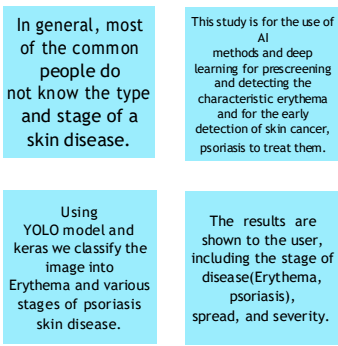 In general, most
of the common
people do
not know the type
and stage of a
skin disease.
This study is for the use of
AI
methods and deep
learning for prescreening
and detecting the
characteristic erythema
and for the early
detection of skin cancer,
psoriasis to treat them.
Using
YOLO model and
keras we classify the
image into
Erythema and various
stages of psoriasis
skin disease.
The results are
shown to the user,
including the stage of
disease(Erythema,
psoriasis),
spread, and severity.